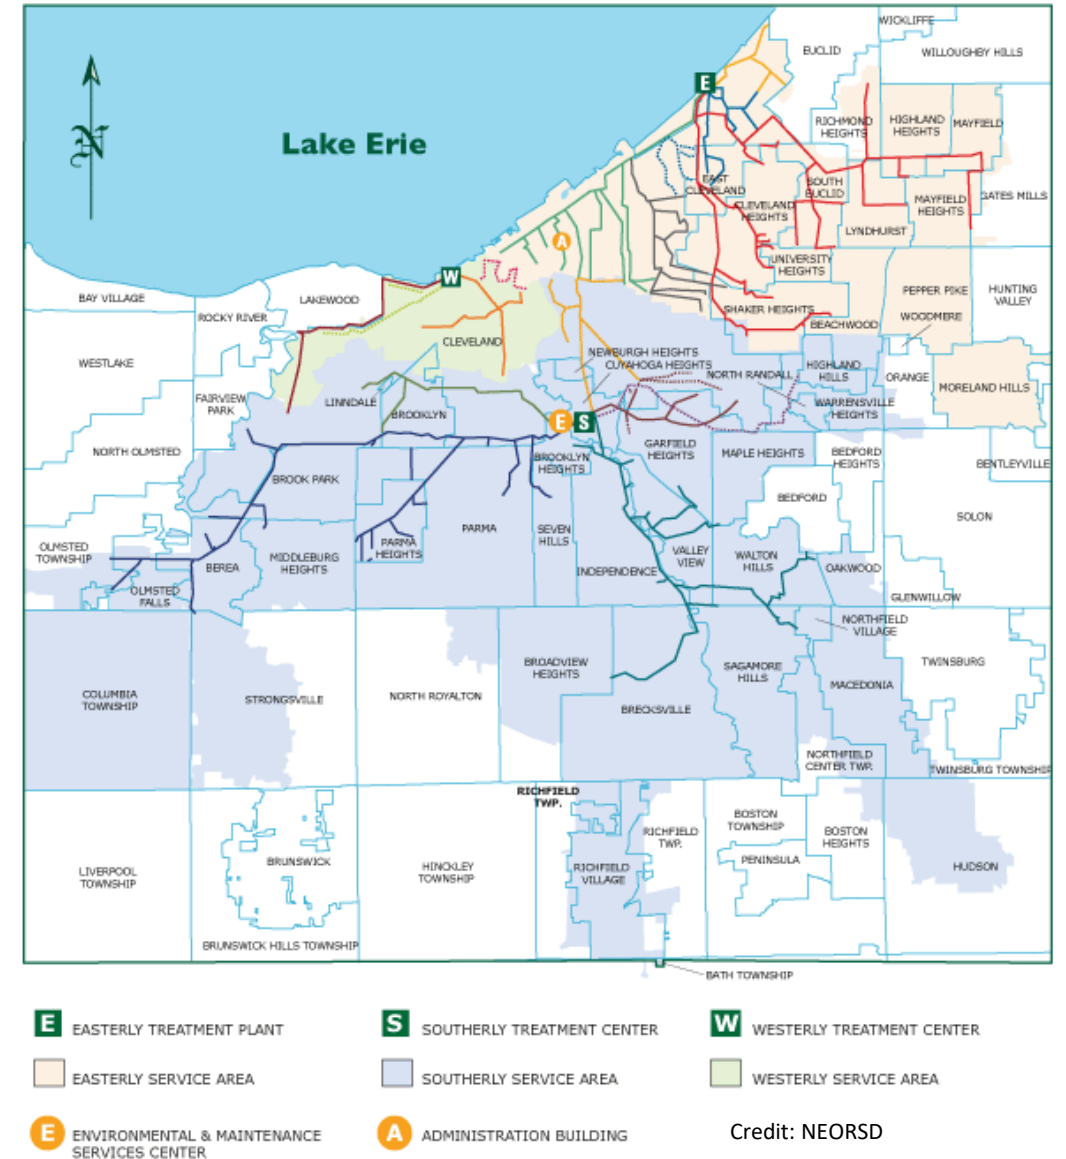 WICKLIFFE
EUCLID
WILLOUGHBY HILLS
E
RICHMOND
HEIGHTS
HIGHLAND
HEIGHTS
MAYFIELD
N
Lake Erie
EAST
CLEVELAND
SOUTH
EUCLID
GATES MILLS
CLEVELAND
HEIGHTS
MAYFIELD
HEIGHTS
LYNDHURST
A
UNIVERSITY
HEIGHTS
W
BAY VILLAGE
LAKEWOOD
ROCKY RIVER
PEPPER PIKE
HUNTING
VALLEY
SHAKER HEIGHTS
BEACHWOOD
WOODMERE
CLEVELAND
WESTLAKE
NEWBURGH HEIGHTS
CUYAHOGA HEIGHTS
NORTH RANDALL
HIGHLAND
HILLS
ORANGE
MORELAND HILLS
FAIRVIEW
PARK
LINNDALE
BROOKLYN
WARRENSVILLE
HEIGHTS
E
S
NORTH OLMSTED
GARFIELD
HEIGHTS
MAPLE HEIGHTS
BEDFORD
HEIGHTS
BENTLEYVILLE
BROOKLYN
HEIGHTS
BROOK PARK
BEDFORD
SOLON
PARMA
SEVEN
HILLS
OLMSTED
TOWNSHIP
PARMA
HEIGHTS
MIDDLEBURG
HEIGHTS
BEREA
VALLEY
VIEW
WALTON
HILLS
INDEPENDENCE
OAKWOOD
OLMSTED
FALLS
GLENWILLOW
NORTHFIELD
VILLAGE
BROADVIEW
HEIGHTS
SAGAMORE
HILLS
TWINSBURG
COLUMBIA
TOWNSHIP
STRONGSVILLE
NORTH ROYALTON
MACEDONIA
BRECKSVILLE
NORTHFIELD
CENTER TWP.
TWINSBURG TOWNSHIP
RICHFIELD
TWP.
BOSTON
TOWNSHIP
RICHFIELD
TWP.
BOSTON
HEIGHTS
BRUNSWICK
PENINSULA
LIVERPOOL
TOWNSHIP
HINCKLEY
TOWNSHIP
RICHFIELD
VILLAGE
HUDSON
BRUNSWICK HILLS TOWNSHIP
BATH TOWNSHIP
E EASTERLY TREATMENT PLANT
S SOUTHERLY TREATMENT CENTER
W WESTERLY TREATMENT CENTER
EASTERLY SERVICE AREA
SOUTHERLY SERVICE AREA
WESTERLY SERVICE AREA
E ENVIRONMENTAL & MAINTENANCE
SERVICES CENTER
A ADMINISTRATION BUILDING
Credit: NEORSD